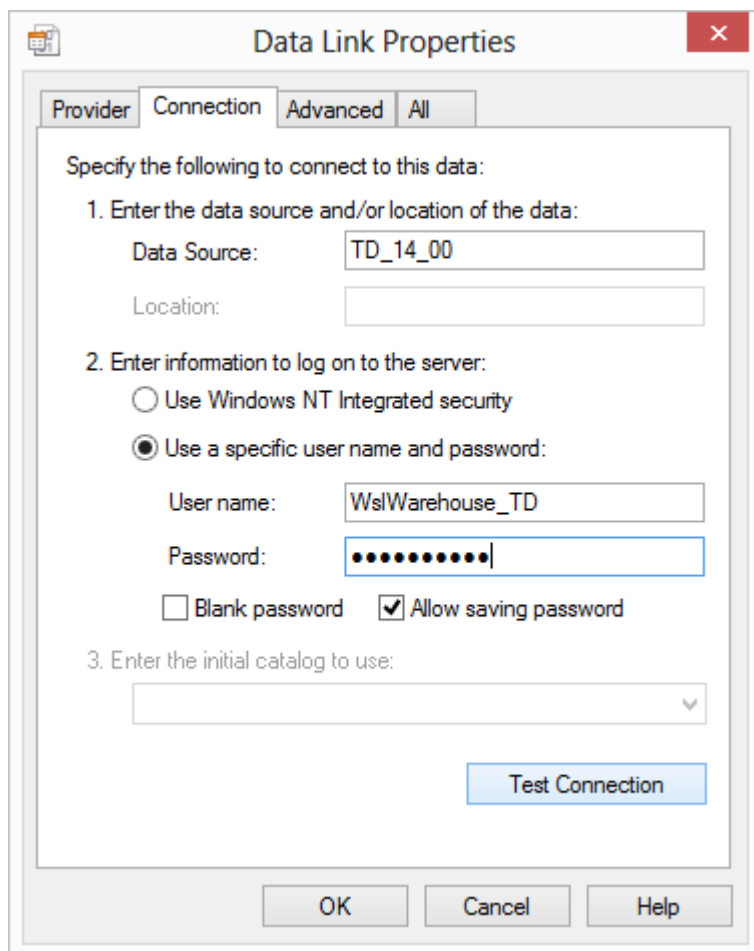 Data Link Properties
Provider Connection Advanced All
Specify the following to connect to this data:
1. Enter the data source and/or location of the data:
Data Source: TD_14_00
Location:
2. Enter information to log on to the server:
Use Windows NT Integrated security
Use a specific user name and password:
User name: WslWarehouse_TD
Password: ●●●●●●●●●●
Blank password Allow saving password
3. Enter the initial catalog to use:
Test Connection
OK Cancel Help